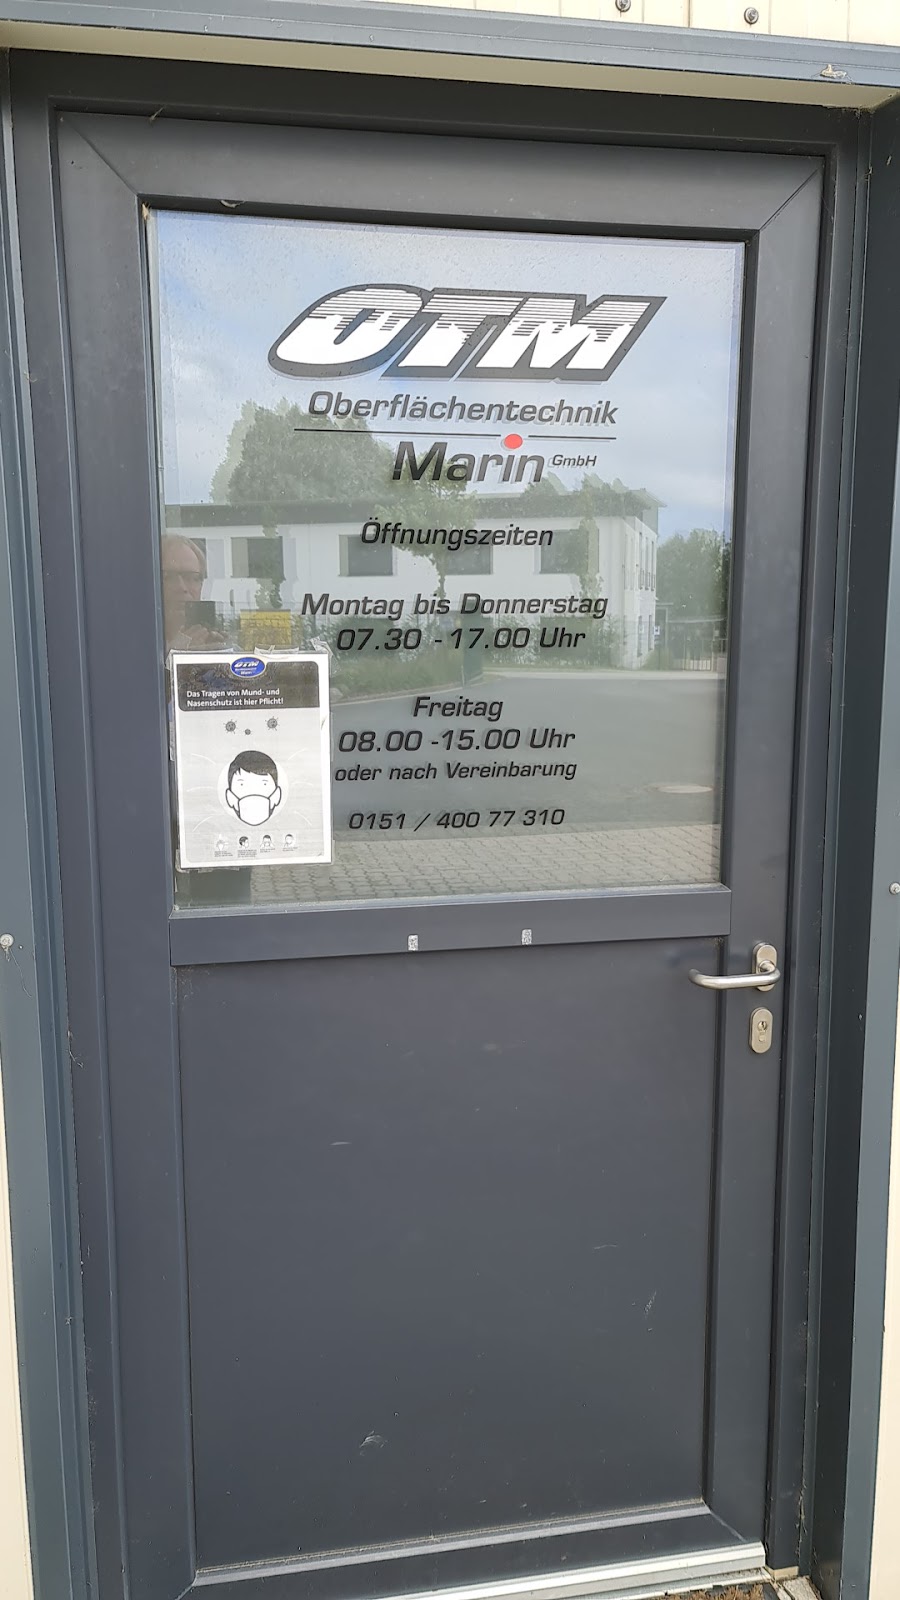 OTM
Oberflächentechnik
Marin GmbH
Öffnungszeiten
Montag bis Donnerstag
07.30 - 17.00 Uhr
Freitag
08.00 -15.00 Uhr
oder nach Vereinbarung
0151 / 400 77 310
OTM
Das Tragen von Mund- und
Nasenschutz ist hier Pflicht!